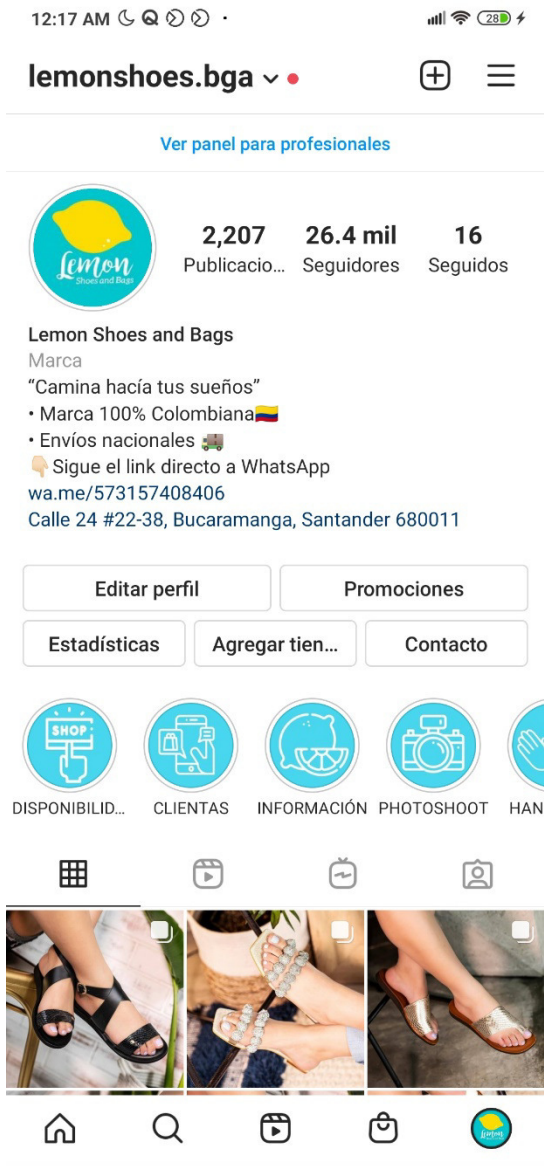 12:17 AM
28
lemonshoes.bga
Ver panel para profesionales
Lemon
Shoes and Bags
2,207
Publicacio...
26.4 mil
Seguidores
16
Seguidos
Lemon Shoes and Bags
Marca
“Camina hacía tus sueños”
• Marca 100% Colombiana🇨🇴
• Envíos nacionales 🚚
👇🏻Sigue el link directo a WhatsApp
wa.me/573157408406
Calle 24 #22-38, Bucaramanga, Santander 680011
Editar perfil
Promociones
Estadísticas
Agregar tien...
Contacto
SHOP
DISPONIBILID...
CLIENTAS
INFORMACIÓN
PHOTOSHOOT
HAN
Lemon